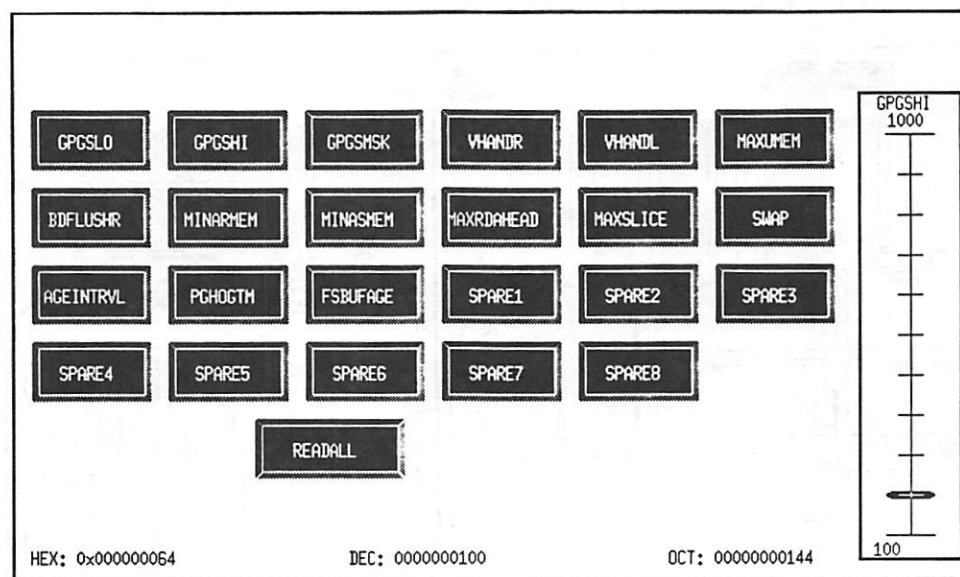 GPGSLO GPGSHI GPGSMSK VHANDR VHANDL MAXUMEM
BDFLUSHR MINARMEM MINASMEM MAXRDAHEAD MAXSLICE SWAP
AGEINTRVL PGHOGTM FSBUFAGE SPARE1 SPARE2 SPARE3
SPARE4 SPARE5 SPARE6 SPARE7 SPARE8
READALL
HEX: 0x000000064 DEC: 0000000100 OCT: 00000000144
GPGSHI
1000
100